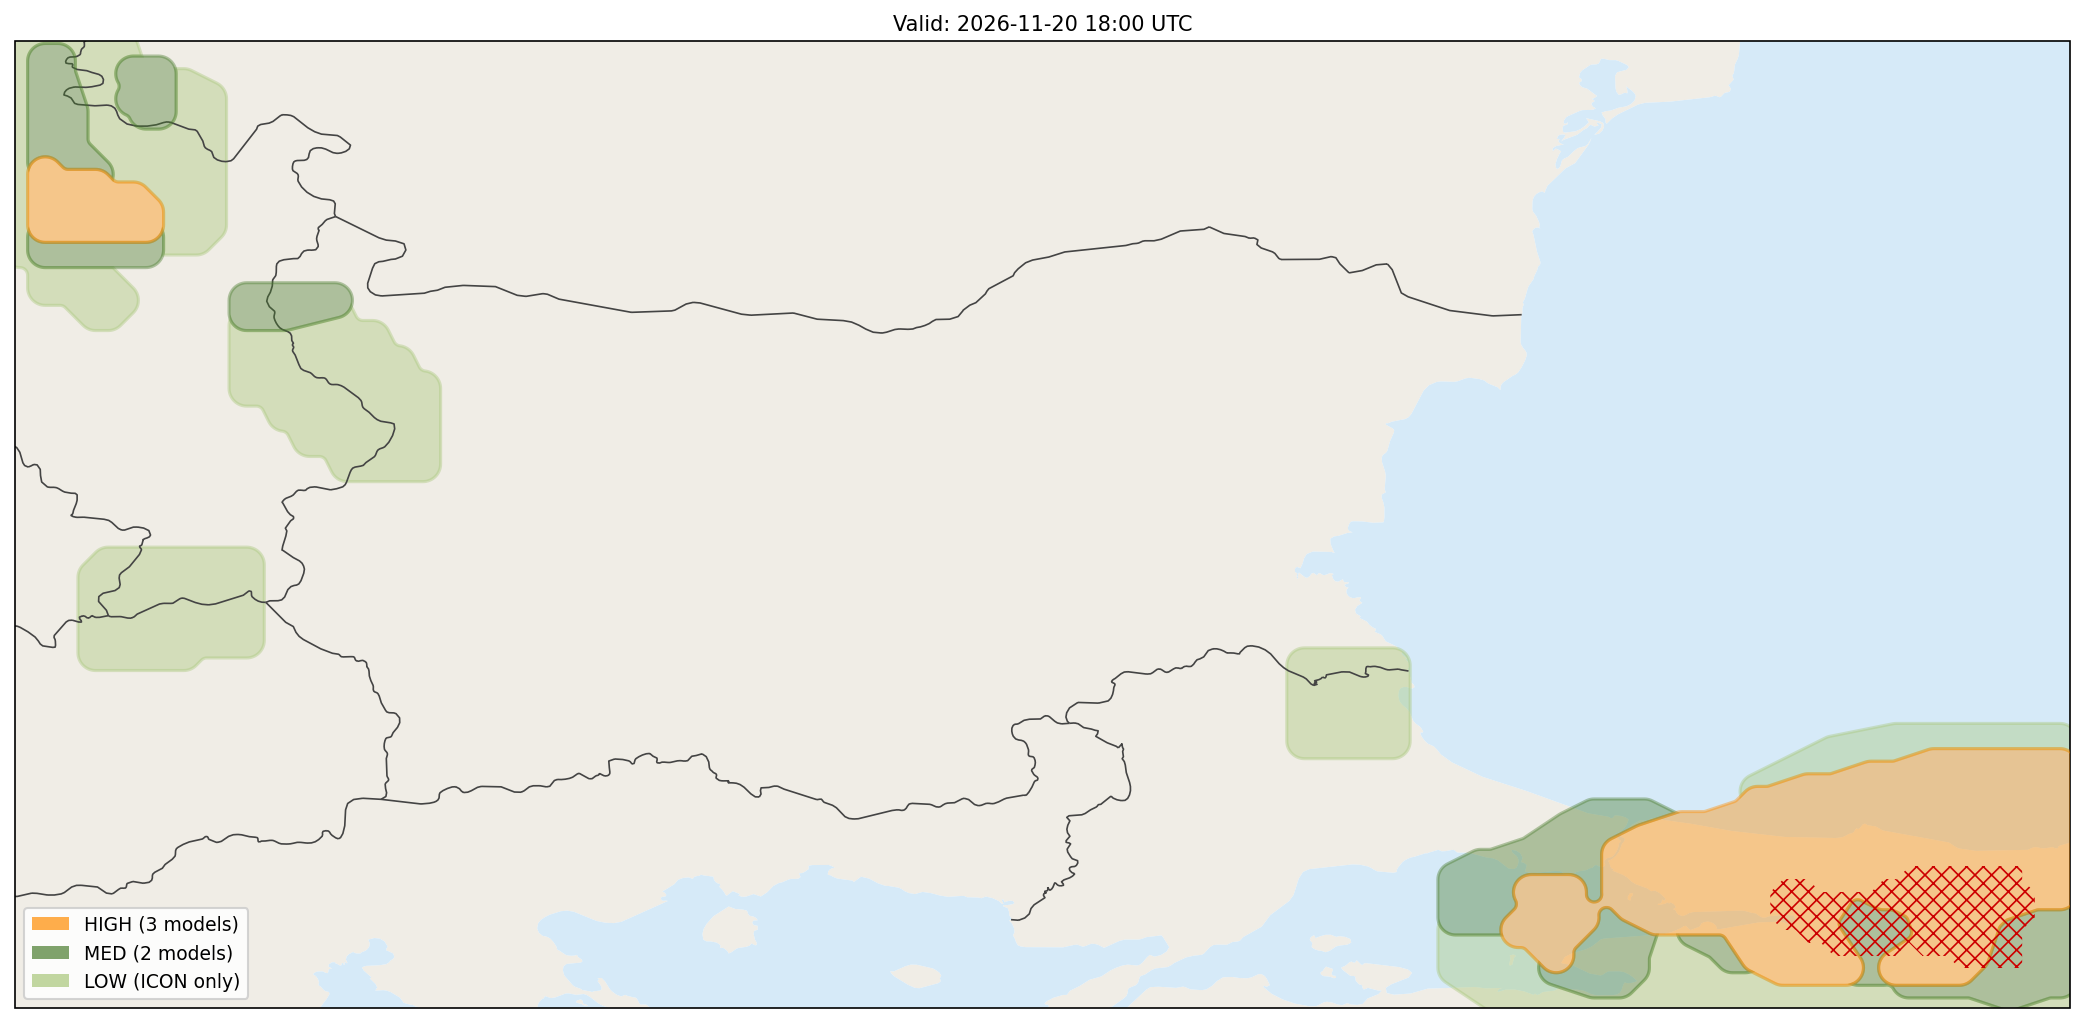 Valid: 2026-11-20 18:00 UTC
HIGH (3 models)
MED (2 models)
LOW (ICON only)